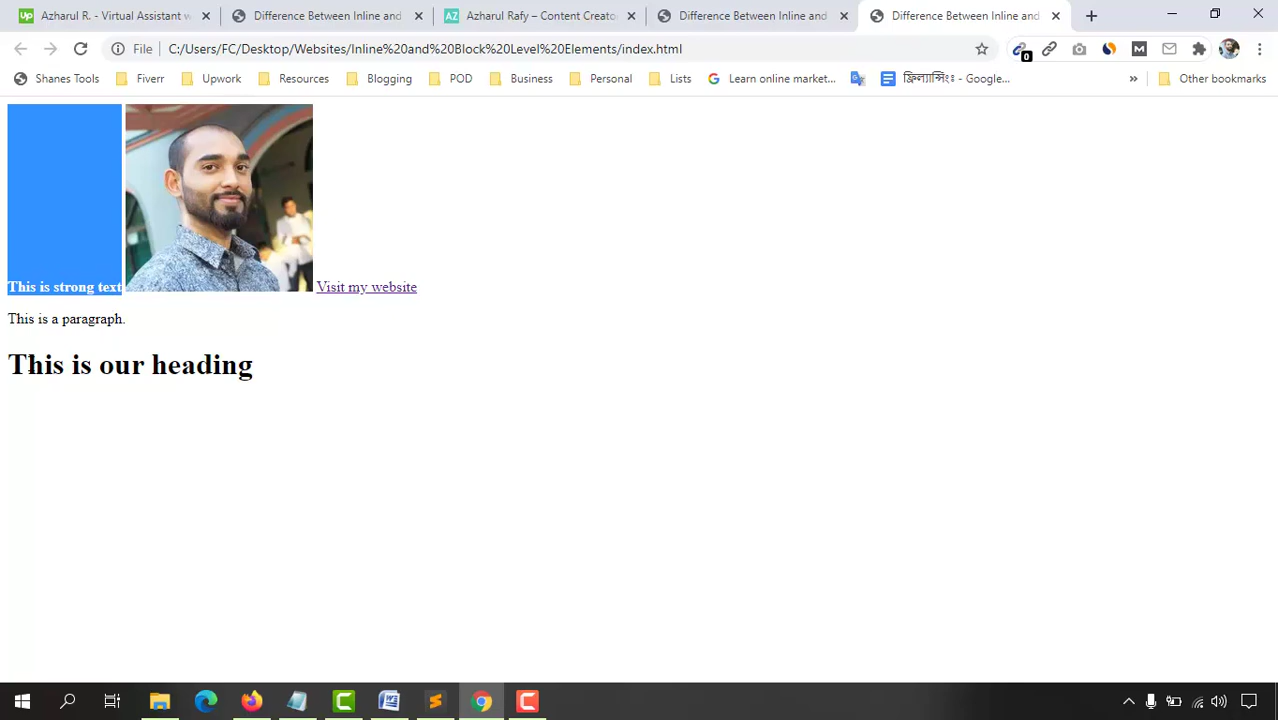 Azharul R. - Virtual Assistant w
Difference Between Inline and
AZ
Azharul Rafy – Content Creato
Difference Between Inline and
Difference Between Inline and
File
C:/Users/FC/Desktop/Websites/Inline%20and%20Block%20Level%20Elements/index.html
0
Shanes Tools
Fiverr
Upwork
Resources
Blogging
POD
Business
Personal
Lists
Learn online market...
ফ্রিল্যান্সিংঃ - Google...
»
Other bookmarks
This is strong text
Visit my website
This is a paragraph.
This is our heading